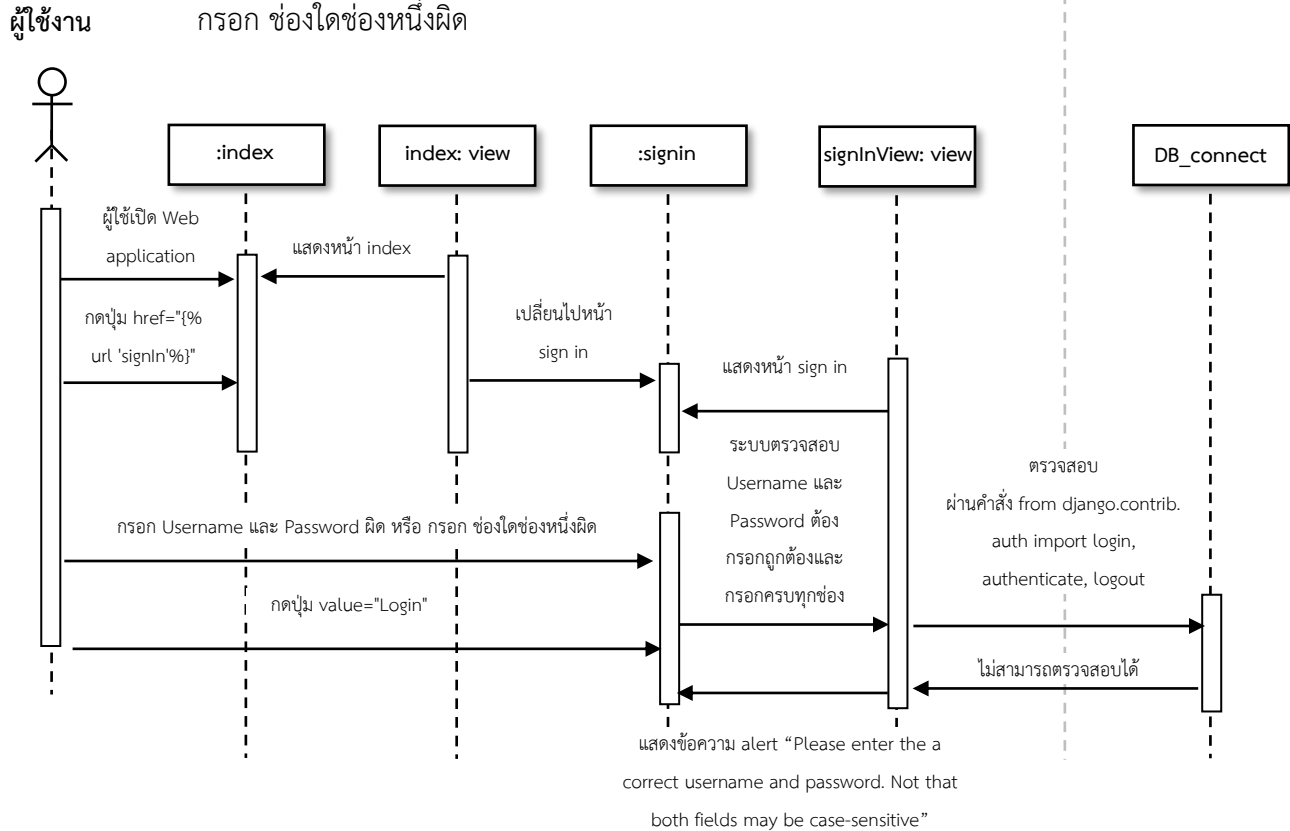 ผู้ใช้งาน
กรอก ช่องใดช่องหนึ่งผิด
:index
index: view
:signin
signInView: view
DB_connect
ผู้ใช้เปิด Web
application
แสดงหน้า index
กดปุ่ม href="{%
url 'signIn'%}"
เปลี่ยนไปหน้า
sign in
แสดงหน้า sign in
ระบบตรวจสอบ
Username และ
Password ต้อง
กรอกถูกต้องและ
กรอกครบทุกช่อง
ตรวจสอบ
ผ่านคำสั่ง from django.contrib.
auth import login,
authenticate, logout
กรอก Username และ Password ผิด หรือ กรอก ช่องใดช่องหนึ่งผิด
กดปุ่ม value="Login"
ไม่สามารถตรวจสอบได้
แสดงข้อความ alert “Please enter the a
correct username and password. Not that
both fields may be case-sensitive”